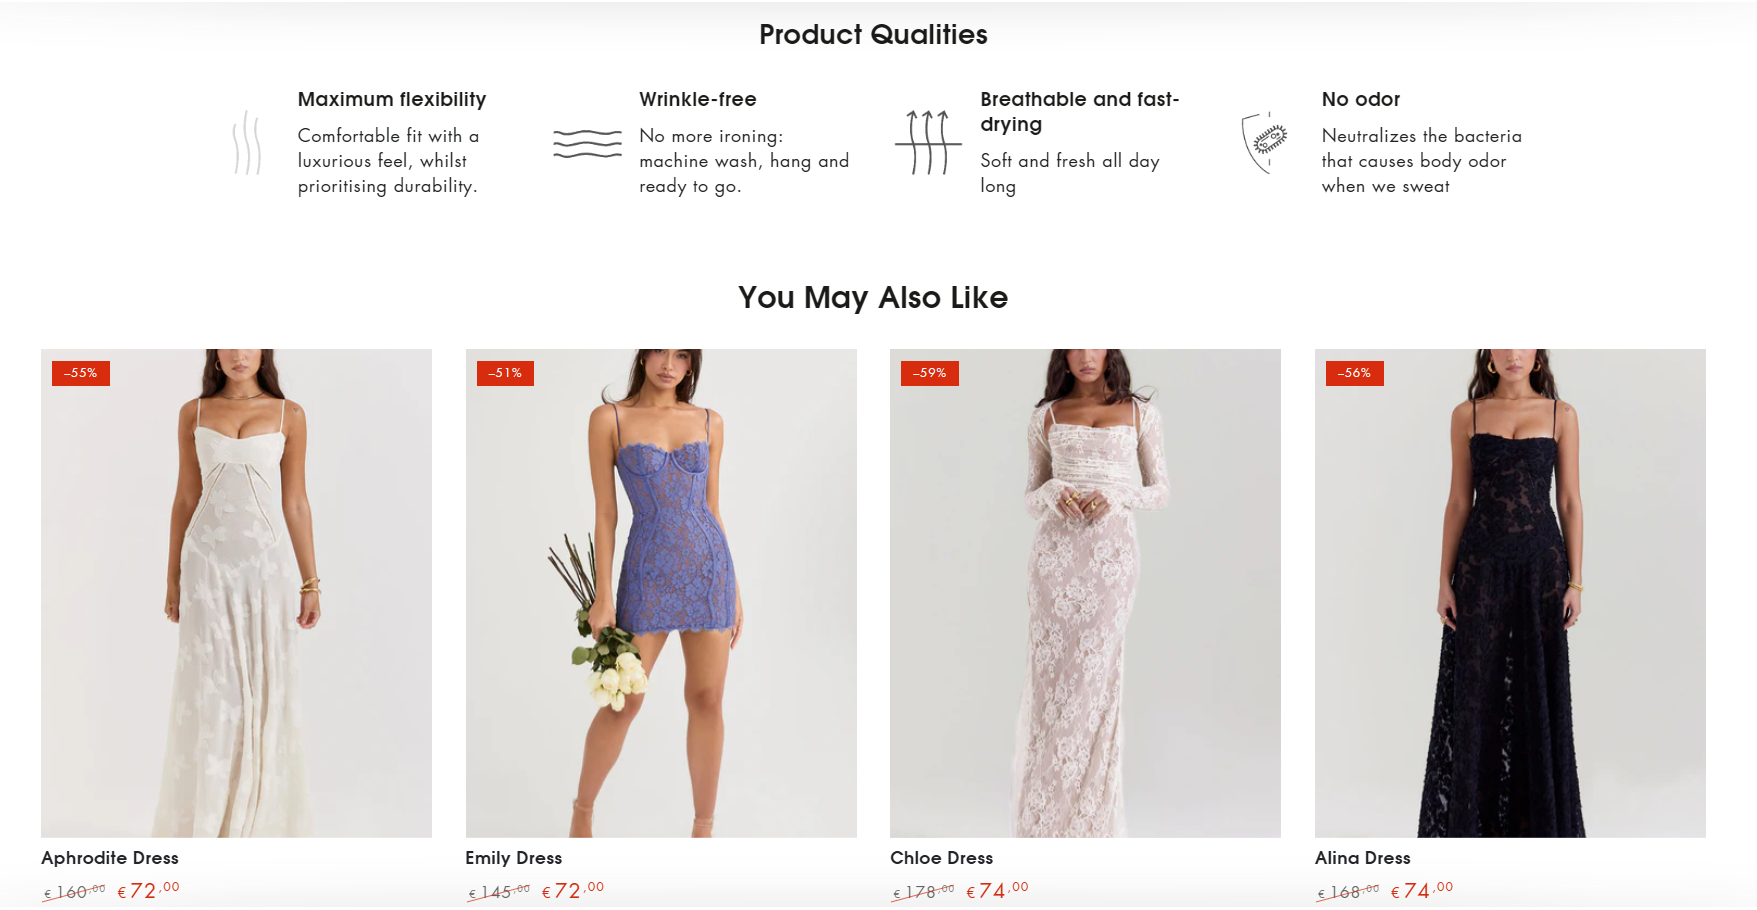 Product Qualities
Maximum flexibility
Comfortable fit with a
luxurious feel, whilst
prioritising durability.
Wrinkle-free
No more ironing:
machine wash, hang and
ready to go.
Breathable and fast-
drying
Soft and fresh all day
long
No odor
Neutralizes the bacteria
that causes body odor
when we sweat
You May Also Like
–55%
–51%
–59%
–56%
Aphrodite Dress
€160,00 €72,00
Emily Dress
€145,00 €72,00
Chloe Dress
€178,00 €74,00
Alina Dress
€168,00 €74,00